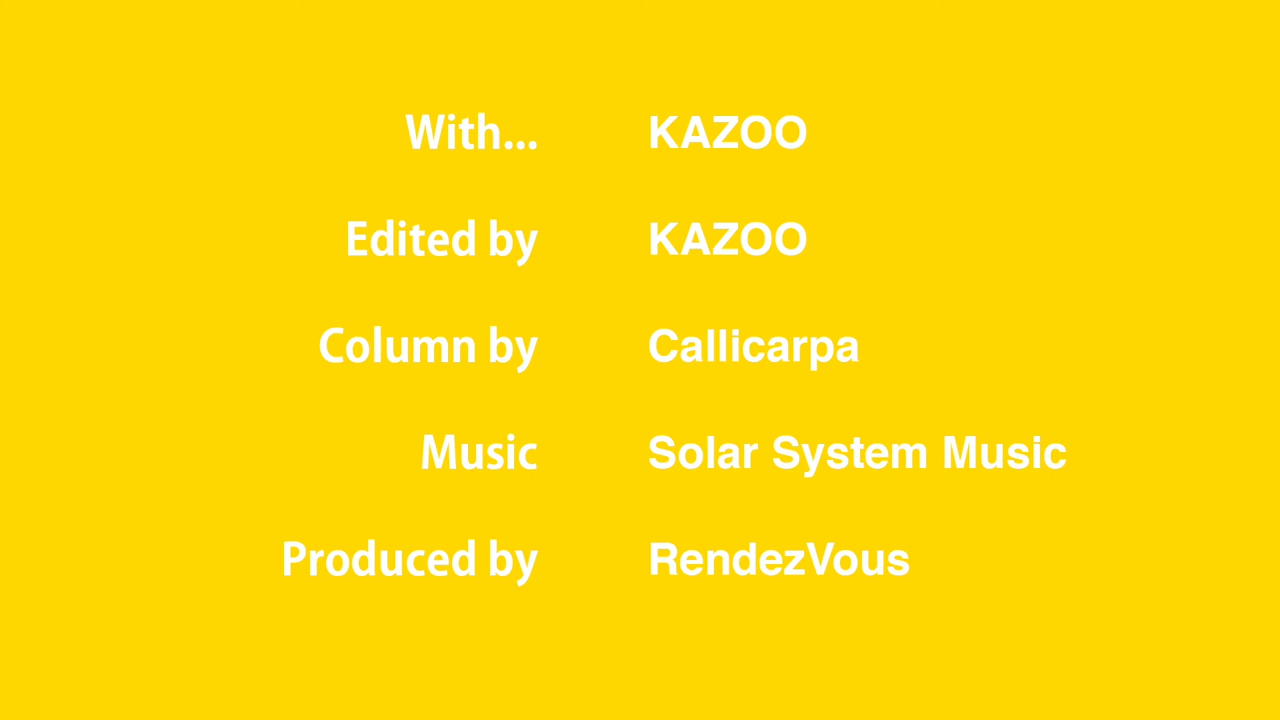 With... KAZOO
Edited by KAZOO
Column by Callicarpa
Music Solar System Music
Produced by RendezVous